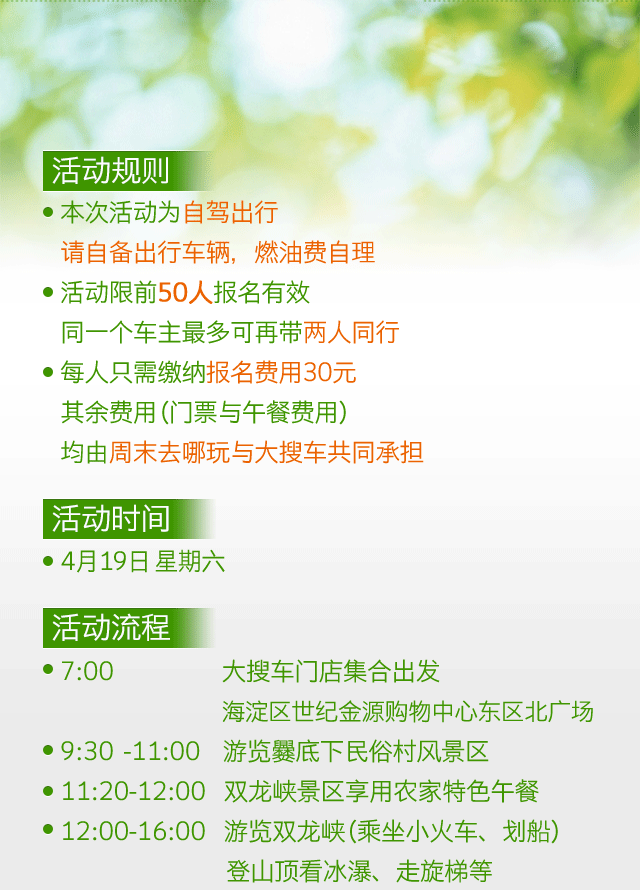 活动规则
本次活动为自驾出行
请自备出行车辆，燃油费自理
活动限前50人报名有效
同一个车主最多可再带两人同行
每人只需缴纳报名费用30元
其余费用(门票与午餐费用)
均由周末去哪玩与大搜车共同承担
活动时间
4月19日 星期六
活动流程
7:00 大搜车门店集合出发
海淀区世纪金源购物中心东区北广场
9:30 -11:00 游览爨底下民俗村风景区
11:20-12:00 双龙峡景区享用农家特色午餐
12:00-16:00 游览双龙峡(乘坐小火车、划船)
登山顶看冰瀑、走旋梯等